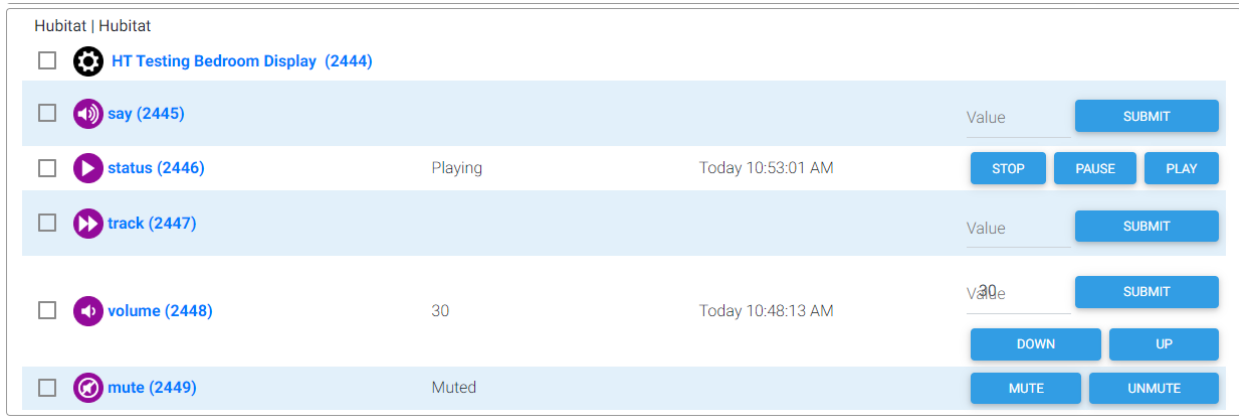 Hubitat | Hubitat
HT Testing Bedroom Display (2444)
say (2445) Value SUBMIT
status (2446) Playing Today 10:53:01 AM STOP PAUSE PLAY
track (2447) Value SUBMIT
volume (2448) 30 Today 10:48:13 AM Value 30 SUBMIT
DOWN UP
mute (2449) Muted MUTE UNMUTE